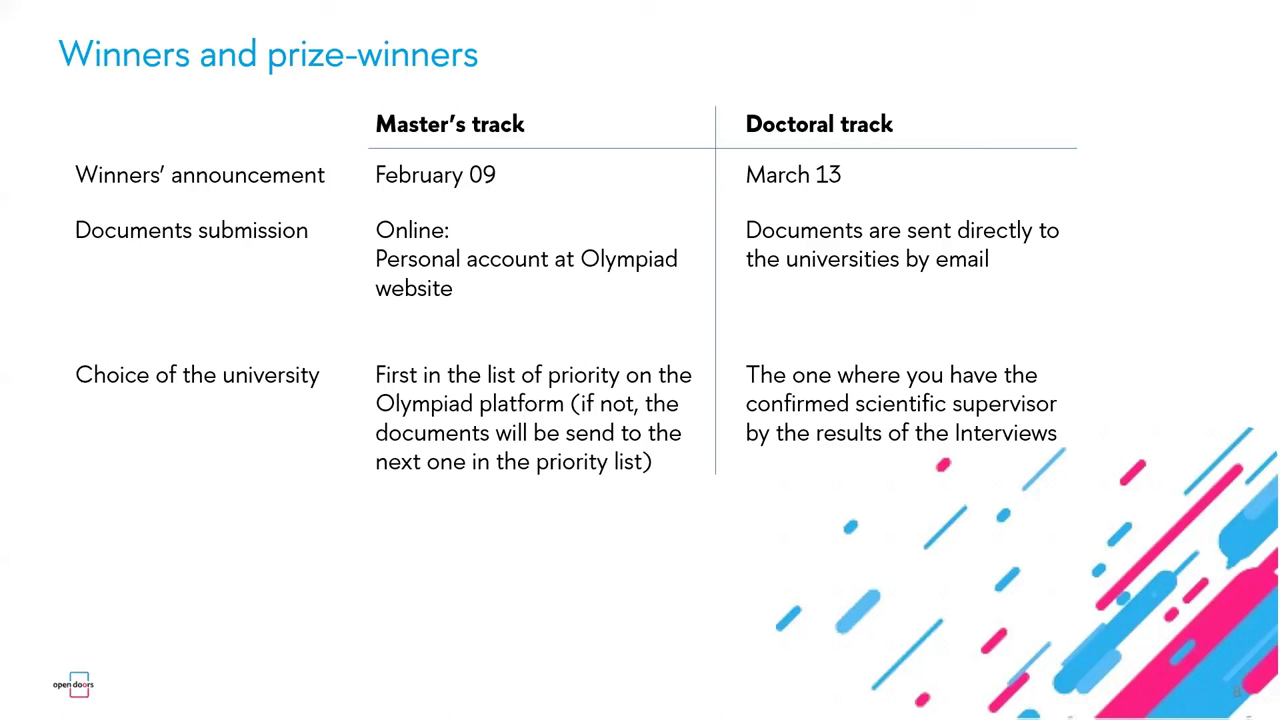 Winners and prize-winners
Master's track
Doctoral track
Winners' announcement
February 09
March 13
Documents submission
Online:
Personal account at Olympiad
website
Documents are sent directly to
the universities by email
Choice of the university
First in the list of priority on the
Olympiad platform (if not, the
documents will be send to the
next one in the priority list)
The one where you have the
confirmed scientific supervisor
by the results of the Interviews
open doors
8